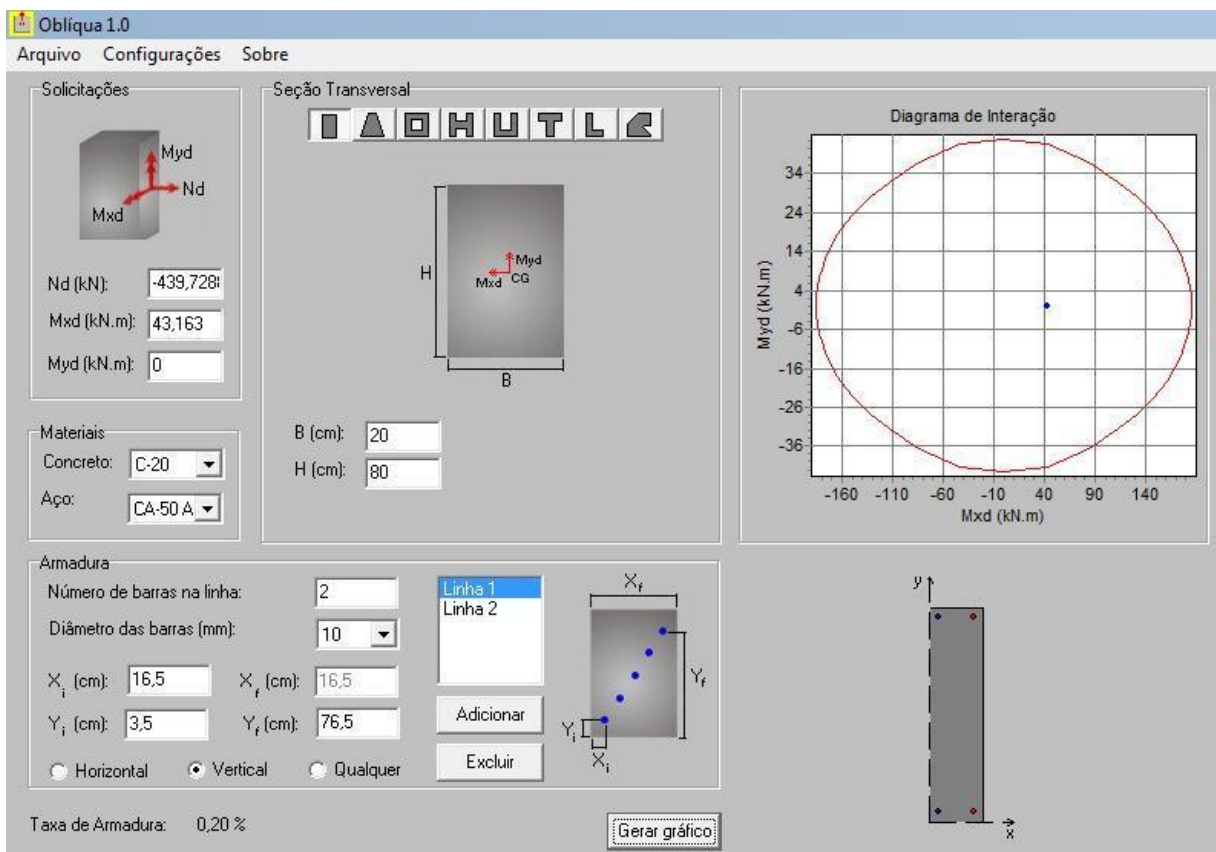 Oblíqua 1.0
Arquivo Configurações Sobre
Solicitações
Myd
Nd
Mxd
Nd (kN): -439,728
Mxd (kN.m): 43,163
Myd (kN.m): 0
Materiais
Concreto: C-20
Aço: CA-50 A
Seção Transversal
H
Myd
Mxd CG
B
B (cm): 20
H (cm): 80
Diagrama de Interação
Myd (kN.m)
34
24
14
4
-6
-16
-26
-36
-160 -110 -60 -10 40 90 140
Mxd (kN.m)
Armadura
Número de barras na linha: 2
Diâmetro das barras (mm): 10
Xi (cm): 16,5 Xf (cm): 16,5
Yi (cm): 3,5 Yf (cm): 76,5
Horizontal Vertical Qualquer
Linha 1
Linha 2
Adicionar
Excluir
Xf
Yf
Yi
Xi
y
x
Taxa de Armadura: 0,20 %
Gerar gráfico